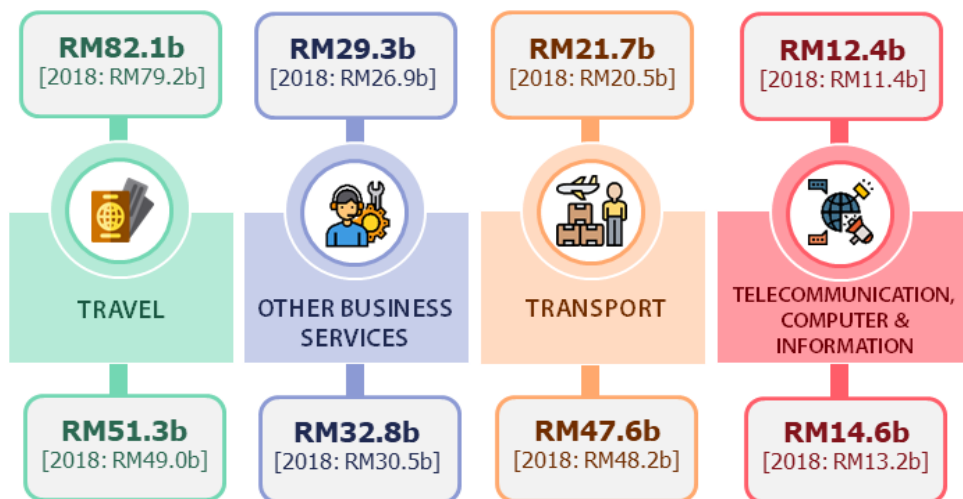 RM82.1b
[2018: RM79.2b]
RM29.3b
[2018: RM26.9b]
RM21.7b
[2018: RM20.5b]
RM12.4b
[2018: RM11.4b]
TRAVEL
OTHER BUSINESS
SERVICES
TRANSPORT
TELECOMMUNICATION,
COMPUTER &
INFORMATION
RM51.3b
[2018: RM49.0b]
RM32.8b
[2018: RM30.5b]
RM47.6b
[2018: RM48.2b]
RM14.6b
[2018: RM13.2b]